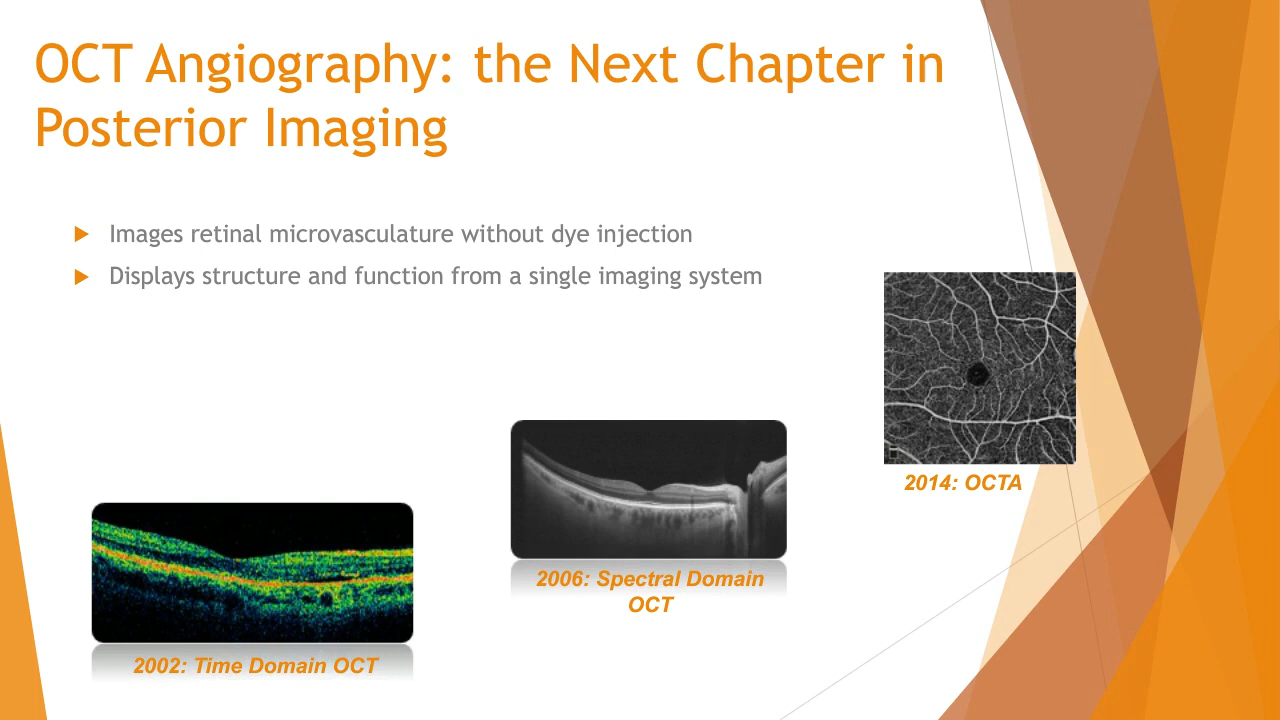 OCT Angiography: the Next Chapter in
Posterior Imaging
Images retinal microvasculature without dye injection
Displays structure and function from a single imaging system
2014: OCTA
2006: Spectral Domain
OCT
2002: Time Domain OCT